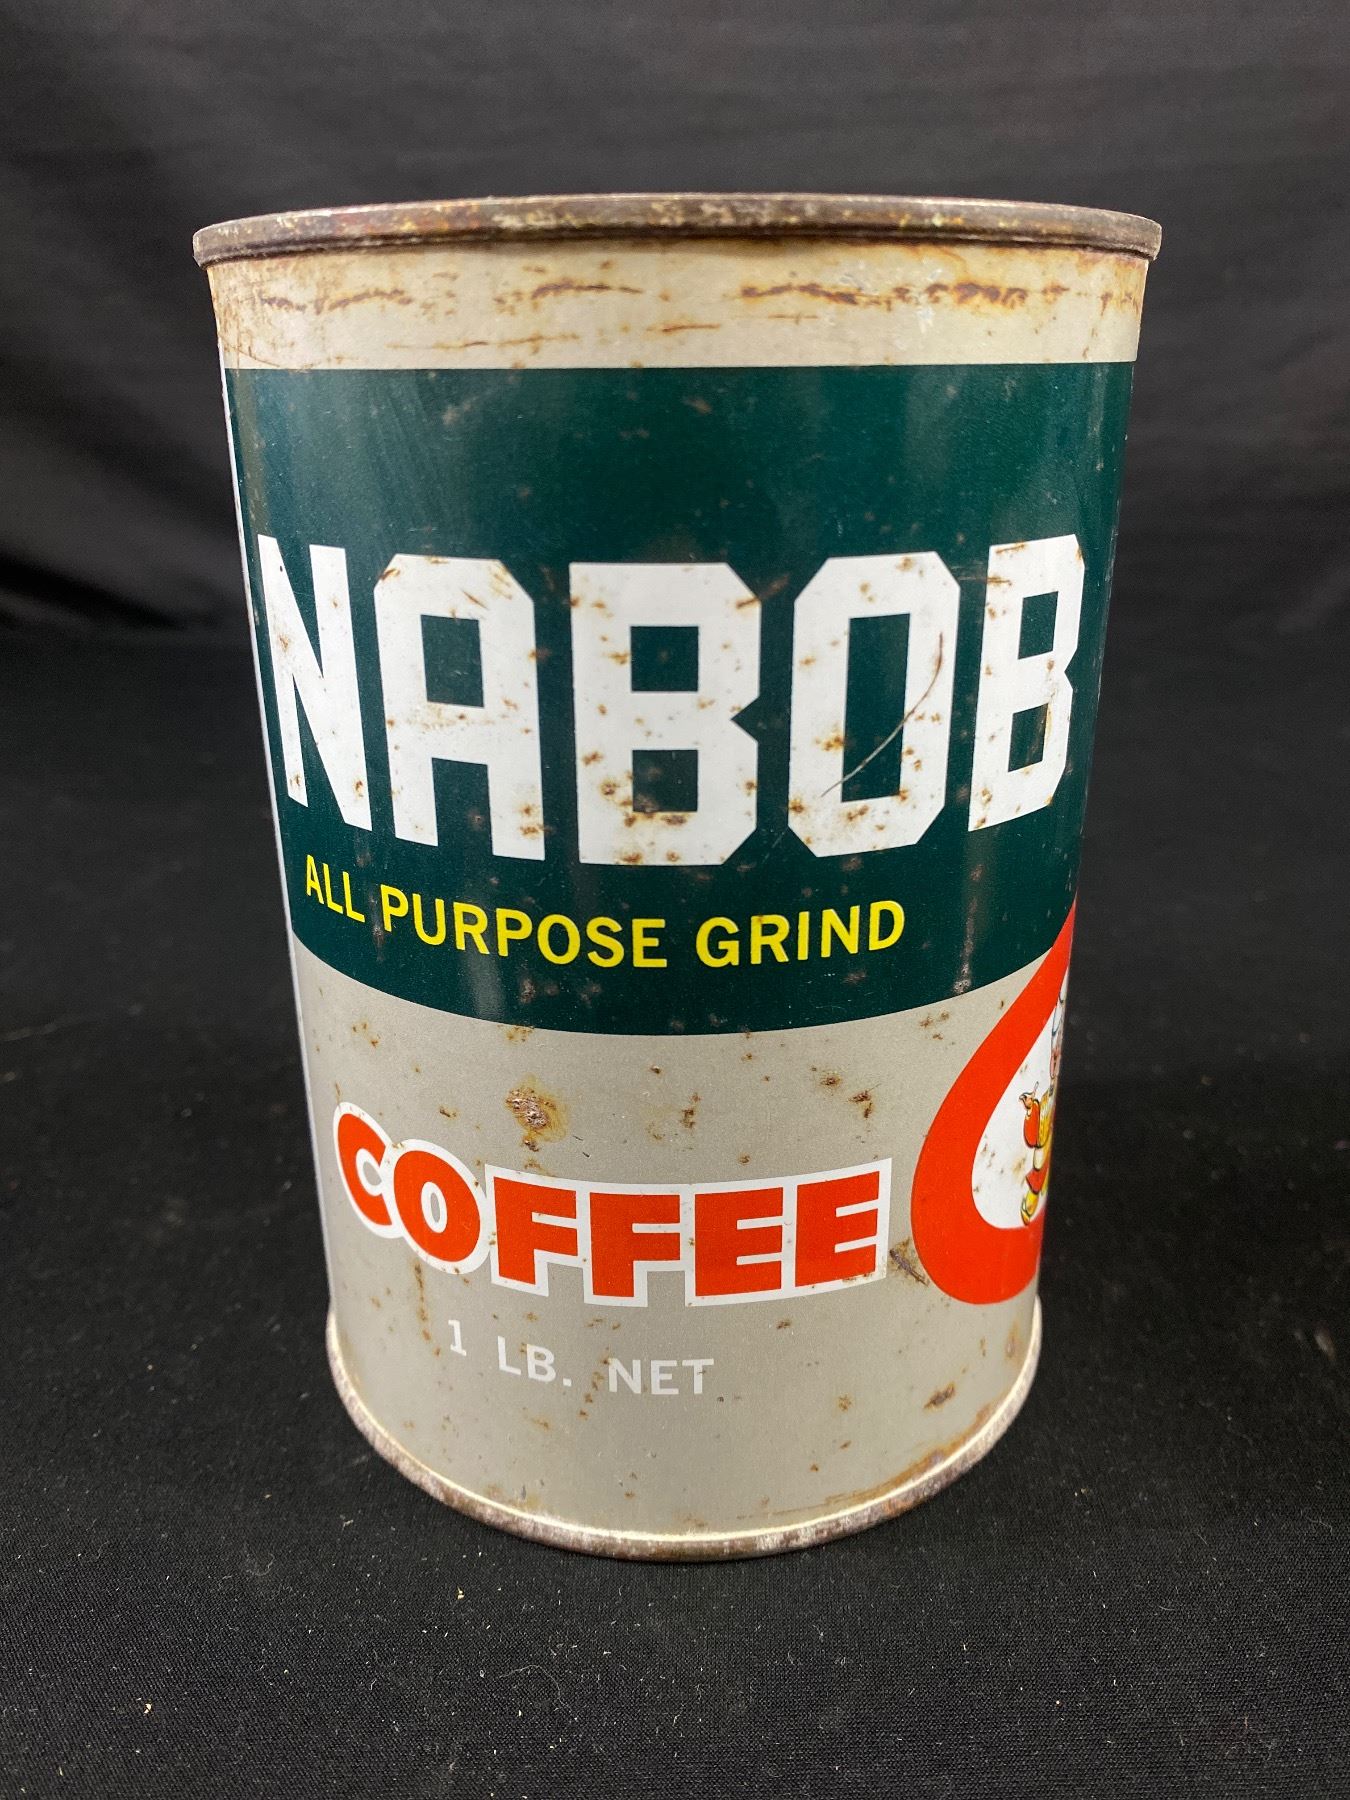 NABOB
ALL PURPOSE GRIND
COFFEE
1 LB. NET